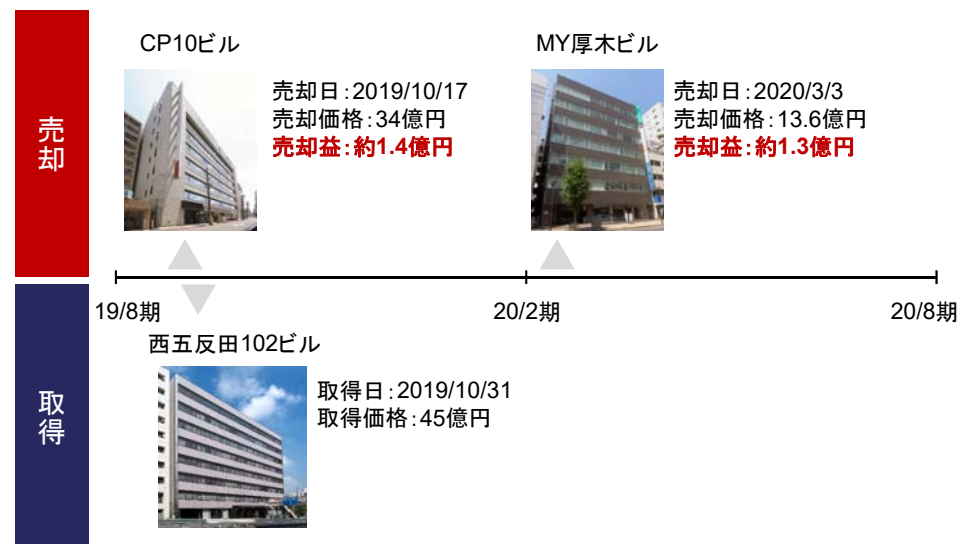 売却
CP10ビル
売却日:2019/10/17
売却価格:34億円
売却益:約1.4億円
MY厚木ビル
売却日:2020/3/3
売却価格:13.6億円
売却益:約1.3億円
19/8期
20/2期
20/8期
取得
西五反田102ビル
取得日:2019/10/31
取得価格:45億円